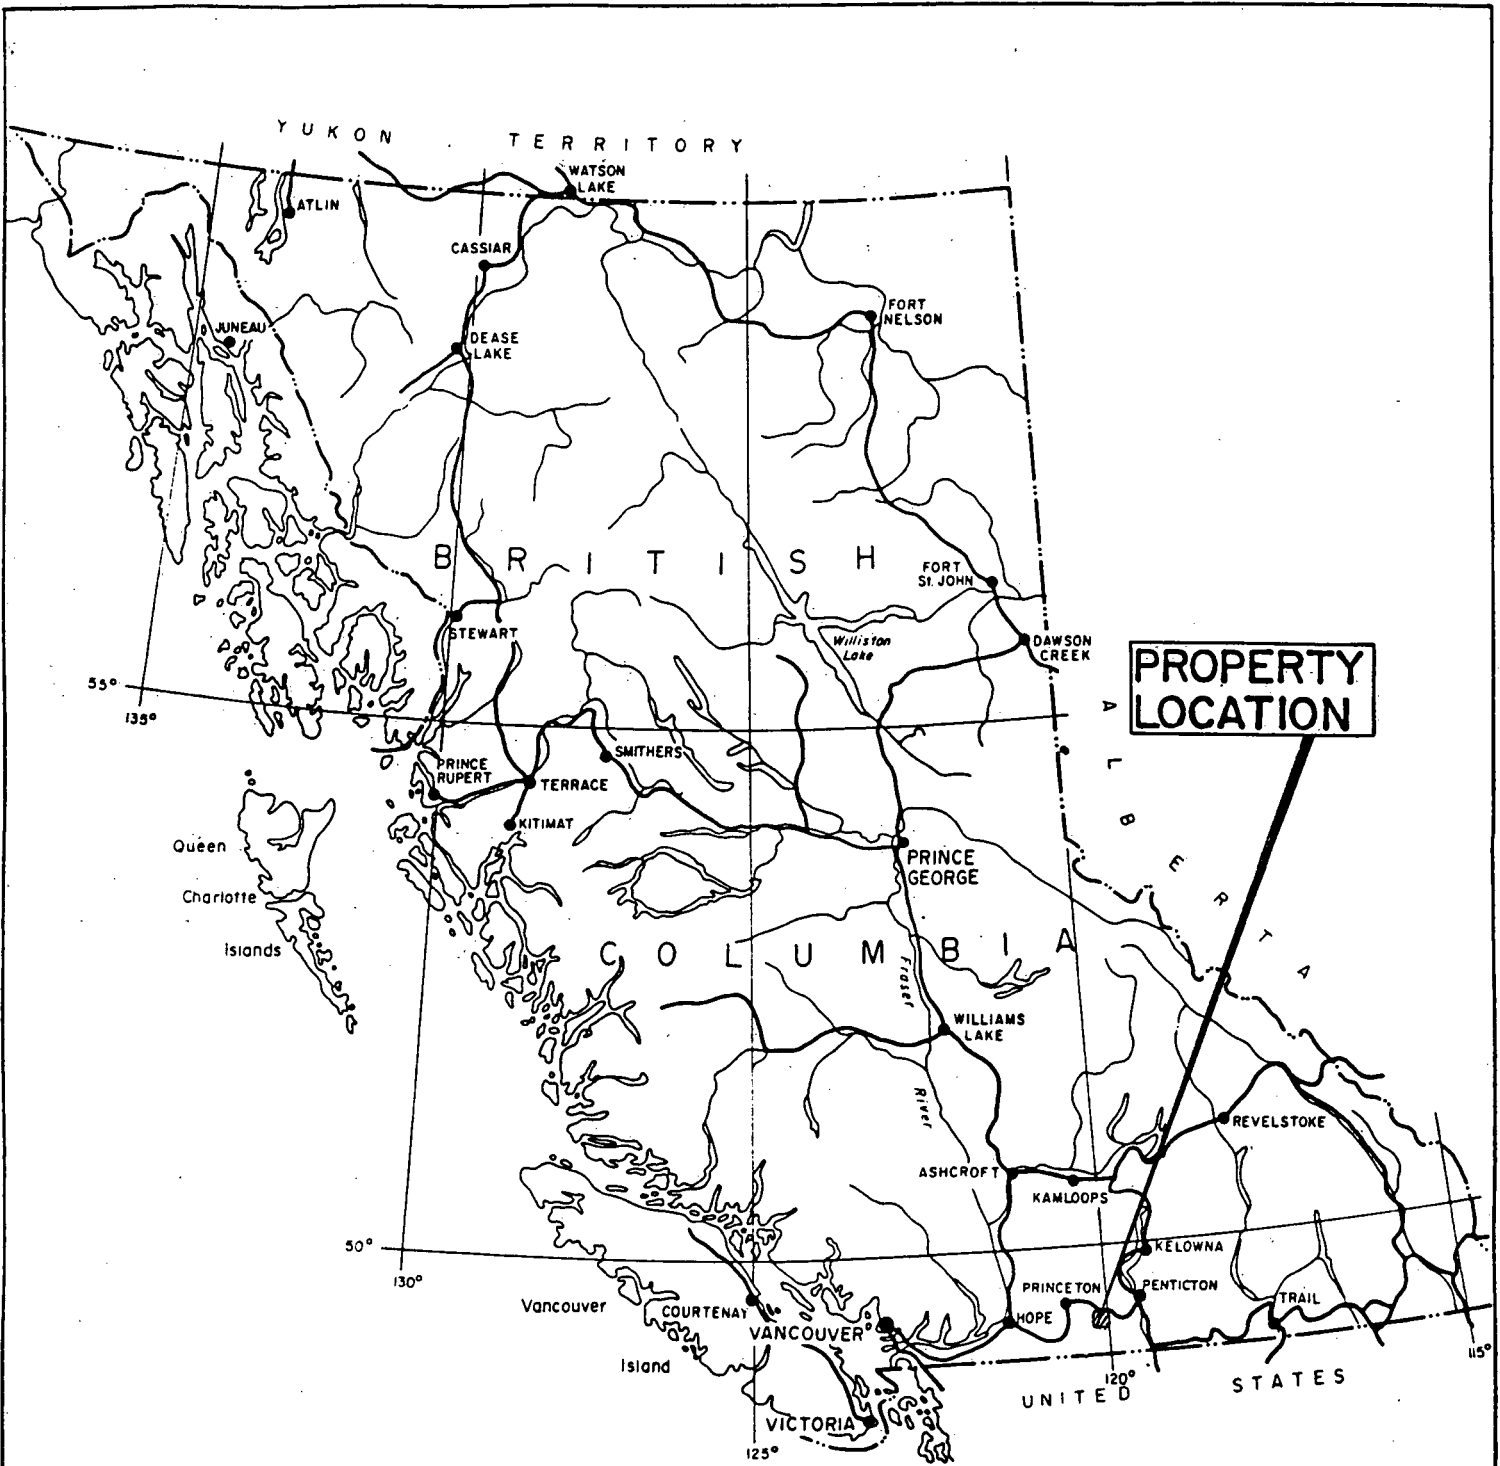 YUKON TERRITORY
WATSON
LAKE
ATLIN
CASSIAR
FORT
NELSON
JUNEAU
DEASE
LAKE
BRITISH
FORT
St. JOHN
STEWART
Williston
Lake
DAWSON
CREEK
PROPERTY
LOCATION
55°
135°
ALBERTA
SMITHERS
PRINCE
RUPERT
TERRACE
KITIMAT
Queen
Charlotte
Islands
PRINCE
GEORGE
COLUMBIA
Fraser
River
WILLIAMS
LAKE
REVELSTOKE
ASHCROFT
KAMLOOPS
50°
130°
KELOWNA
PRINCETON
PENTICTON
Vancouver
Island
COURTENAY
VANCOUVER
HOPE
TRAIL
115°
120°
UNITED STATES
VICTORIA
125°